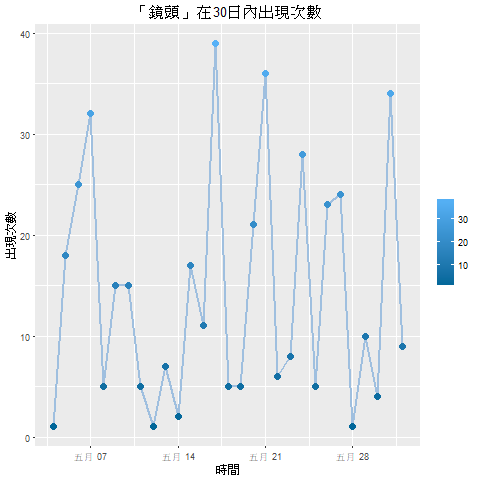 「鏡頭」在30日內出現次數
出現次數
40
30
20
10
0
五月 07
五月 14
五月 21
五月 28
時間
30
20
10